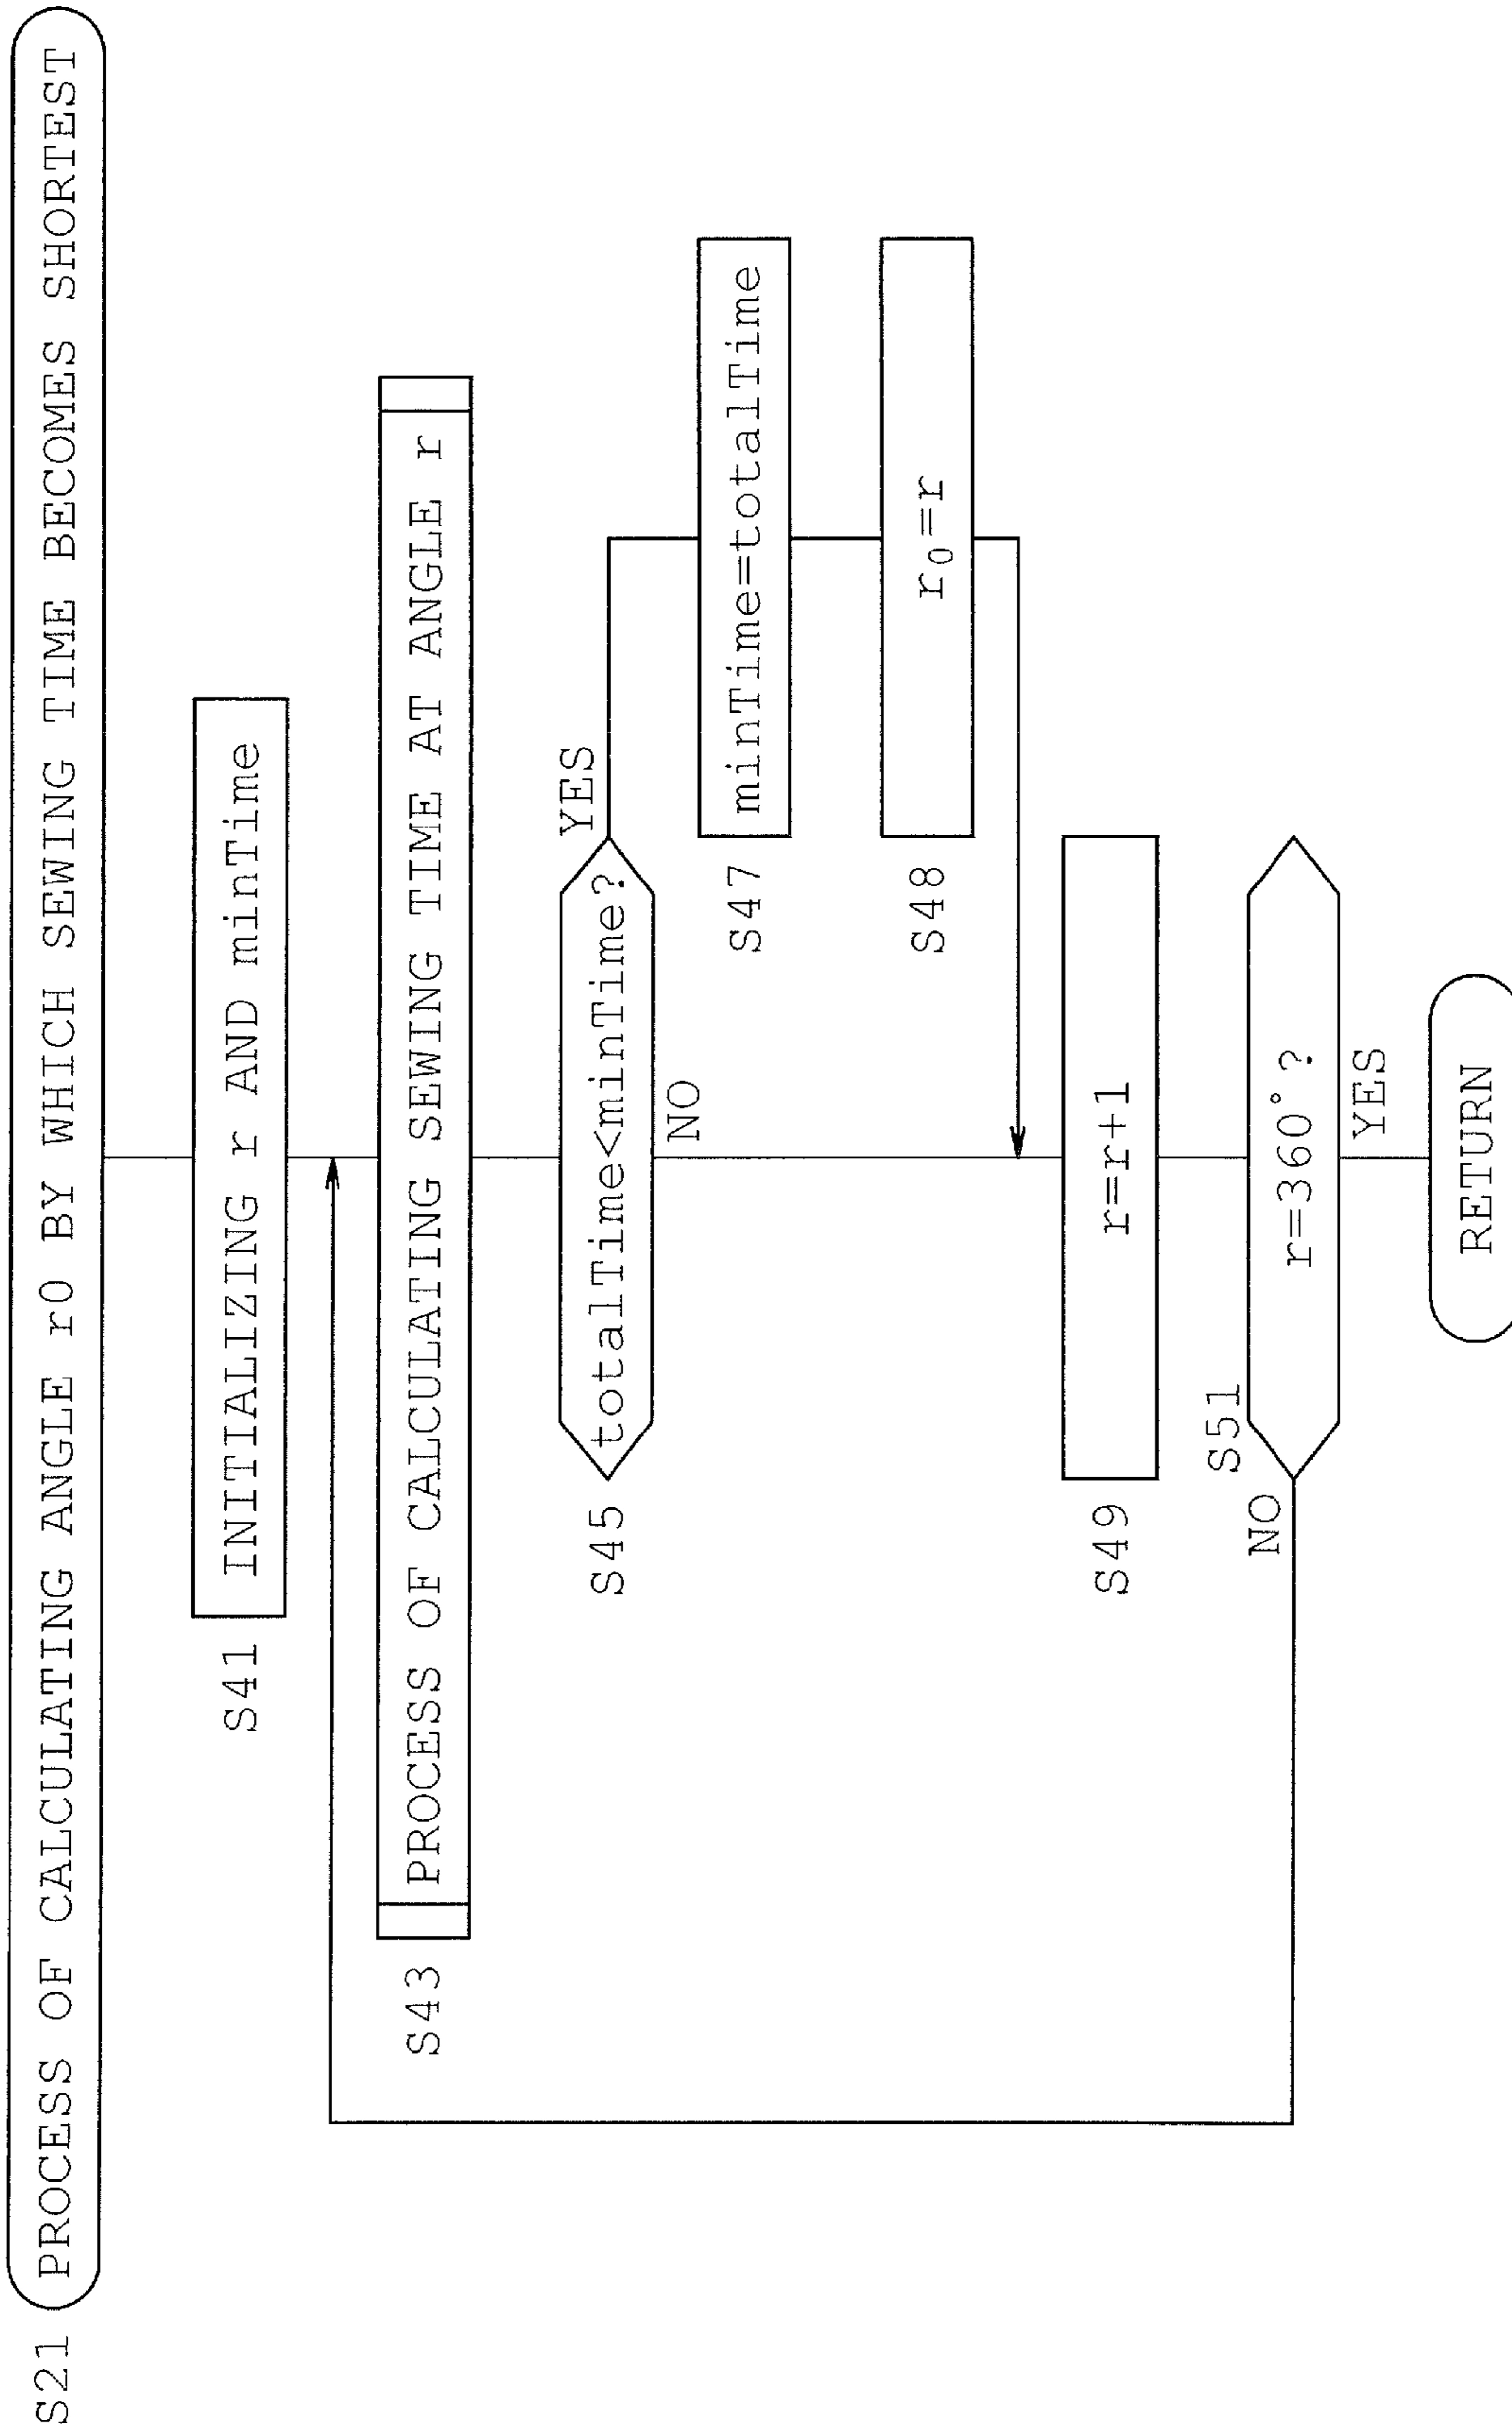 S21 PROCESS OF CALCULATING ANGLE r0 BY WHICH SEWING TIME BECOMES SHORTEST
S41 INITIALIZING r AND minTime
S43 PROCESS OF CALCULATING SEWING TIME AT ANGLE r
S45 totalTime<minTime? YES
NO
S47 minTime=totalTime
S48 r₀=r
S49 r=r+1
S51 r=360°?
NO
YES
RETURN